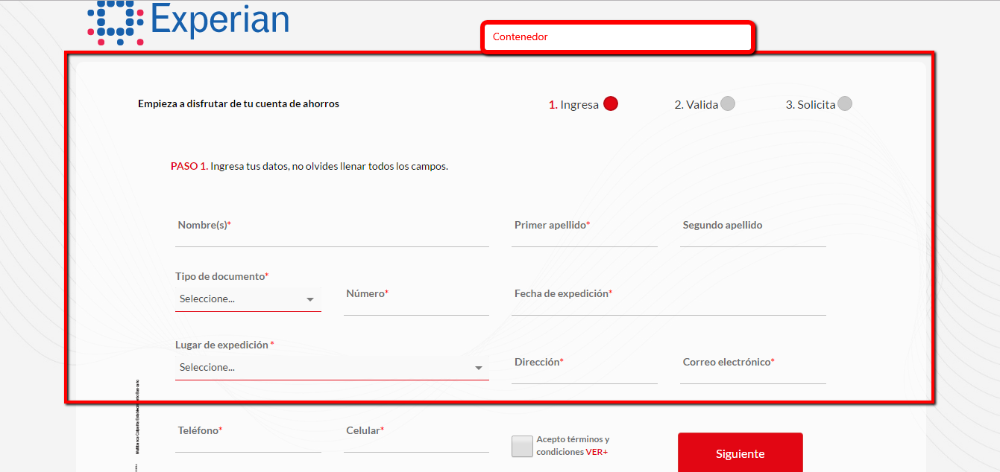 Experian
Contenedor
Empieza a disfrutar de tu cuenta de ahorros
1. Ingresa
2. Valida
3. Solicita
PASO 1. Ingresa tus datos, no olvides llenar todos los campos.
Nombre(s)*
Primer apellido*
Segundo apellido
Tipo de documento*
Seleccione...
Número*
Fecha de expedición*
Lugar de expedición *
Seleccione...
Dirección*
Correo electrónico*
Teléfono*
Celular*
Acepto términos y
condiciones VER+
Siguiente